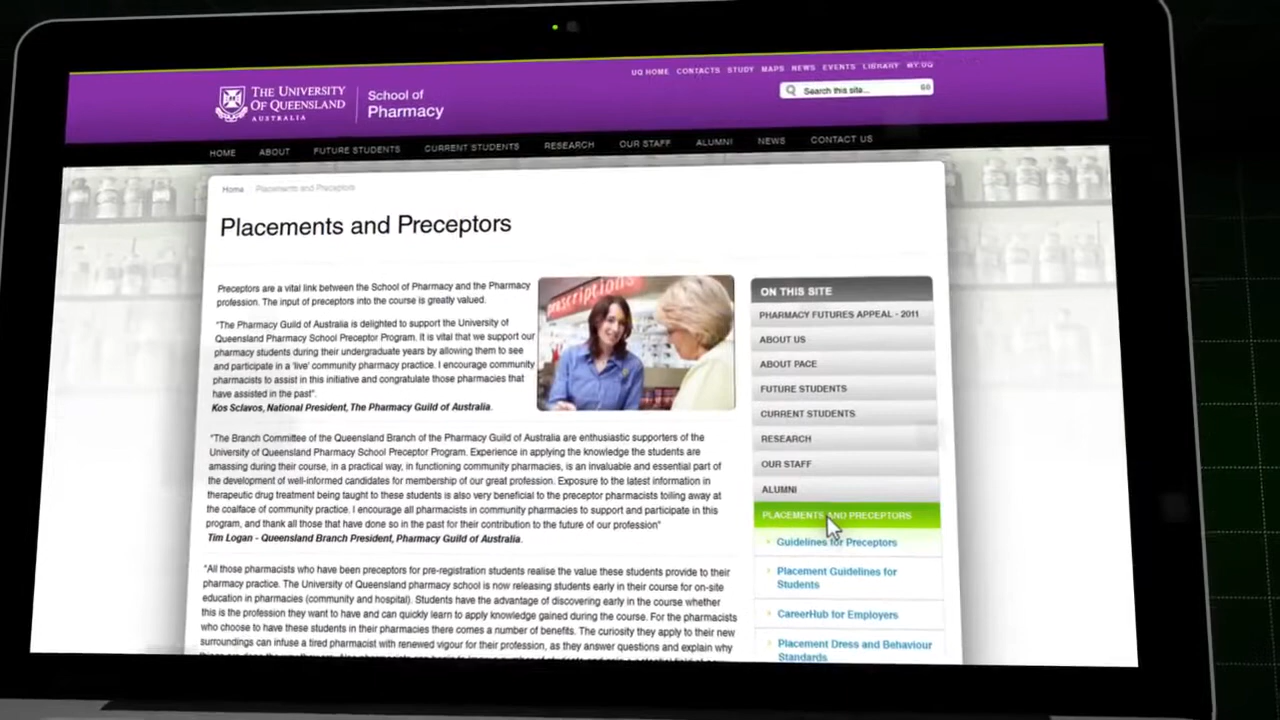 UQ HOME CONTACTS STUDY MAPS NEWS EVENTS LIBRARY MY.UQ
THE UNIVERSITY
OF QUEENSLAND
AUSTRALIA
School of
Pharmacy
Search this site...
GO
HOME ABOUT FUTURE STUDENTS CURRENT STUDENTS RESEARCH OUR STAFF ALUMNI NEWS CONTACT US
Home Placements and Preceptors
Placements and Preceptors
Preceptors are a vital link between the School of Pharmacy and the Pharmacy
profession. The input of preceptors into the course is greatly valued.
"The Pharmacy Guild of Australia is delighted to support the University of
Queensland Pharmacy School Preceptor Program. It is vital that we support our
pharmacy students during their undergraduate years by allowing them to see
and participate in a 'live' community pharmacy practice. I encourage community
pharmacists to assist in this initiative and congratulate those pharmacies that
have assisted in the past".
Kos Sclavos, National President, The Pharmacy Guild of Australia.
prescriptions
"The Branch Committee of the Queensland Branch of the Pharmacy Guild of Australia are enthusiastic supporters of the
University of Queensland Pharmacy School Preceptor Program. Experience in applying the knowledge the students are
amassing during their course, in a practical way, in functioning community pharmacies, is an invaluable and essential part of
the development of well-informed candidates for membership of our great profession. Exposure to the latest information in
therapeutic drug treatment being taught to these students is also very beneficial to the preceptor pharmacists toiling away at
the coalface of community practice. I encourage all pharmacists in community pharmacies to support and participate in this
program, and thank all those that have done so in the past for their contribution to the future of our profession"
Tim Logan - Queensland Branch President, Pharmacy Guild of Australia.
"All those pharmacists who have been preceptors for pre-registration students realise the value these students provide to their
pharmacy practice. The University of Queensland pharmacy school is now releasing students early in their course for on-site
education in pharmacies (community and hospital). Students have the advantage of discovering early in the course whether
this is the profession they want to have and can quickly learn to apply knowledge gained during the course. For the pharmacists
who choose to have these students in their pharmacies there comes a number of benefits. The curiosity they apply to their new
surroundings can infuse a tired pharmacist with renewed vigour for their profession, as they answer questions and explain why
ON THIS SITE
PHARMACY FUTURES APPEAL - 2011
ABOUT US
ABOUT PACE
FUTURE STUDENTS
CURRENT STUDENTS
RESEARCH
OUR STAFF
ALUMNI
PLACEMENTS AND PRECEPTORS
Guidelines for Preceptors
Placement Guidelines for
Students
CareerHub for Employers
Placement Dress and Behaviour
Standards